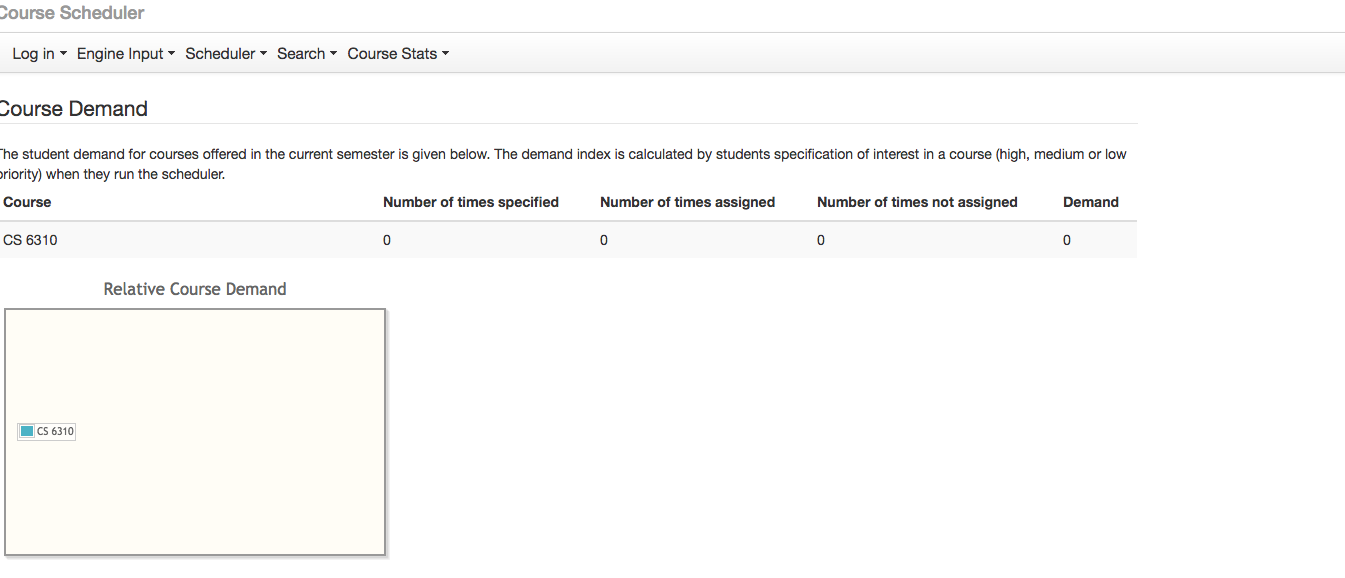 Course Scheduler
Log in Engine Input Scheduler Search Course Stats
Course Demand
The student demand for courses offered in the current semester is given below. The demand index is calculated by students specification of interest in a course (high, medium or low
priority) when they run the scheduler.
Course Number of times specified Number of times assigned Number of times not assigned Demand
CS 6310 0 0 0 0
Relative Course Demand
CS 6310